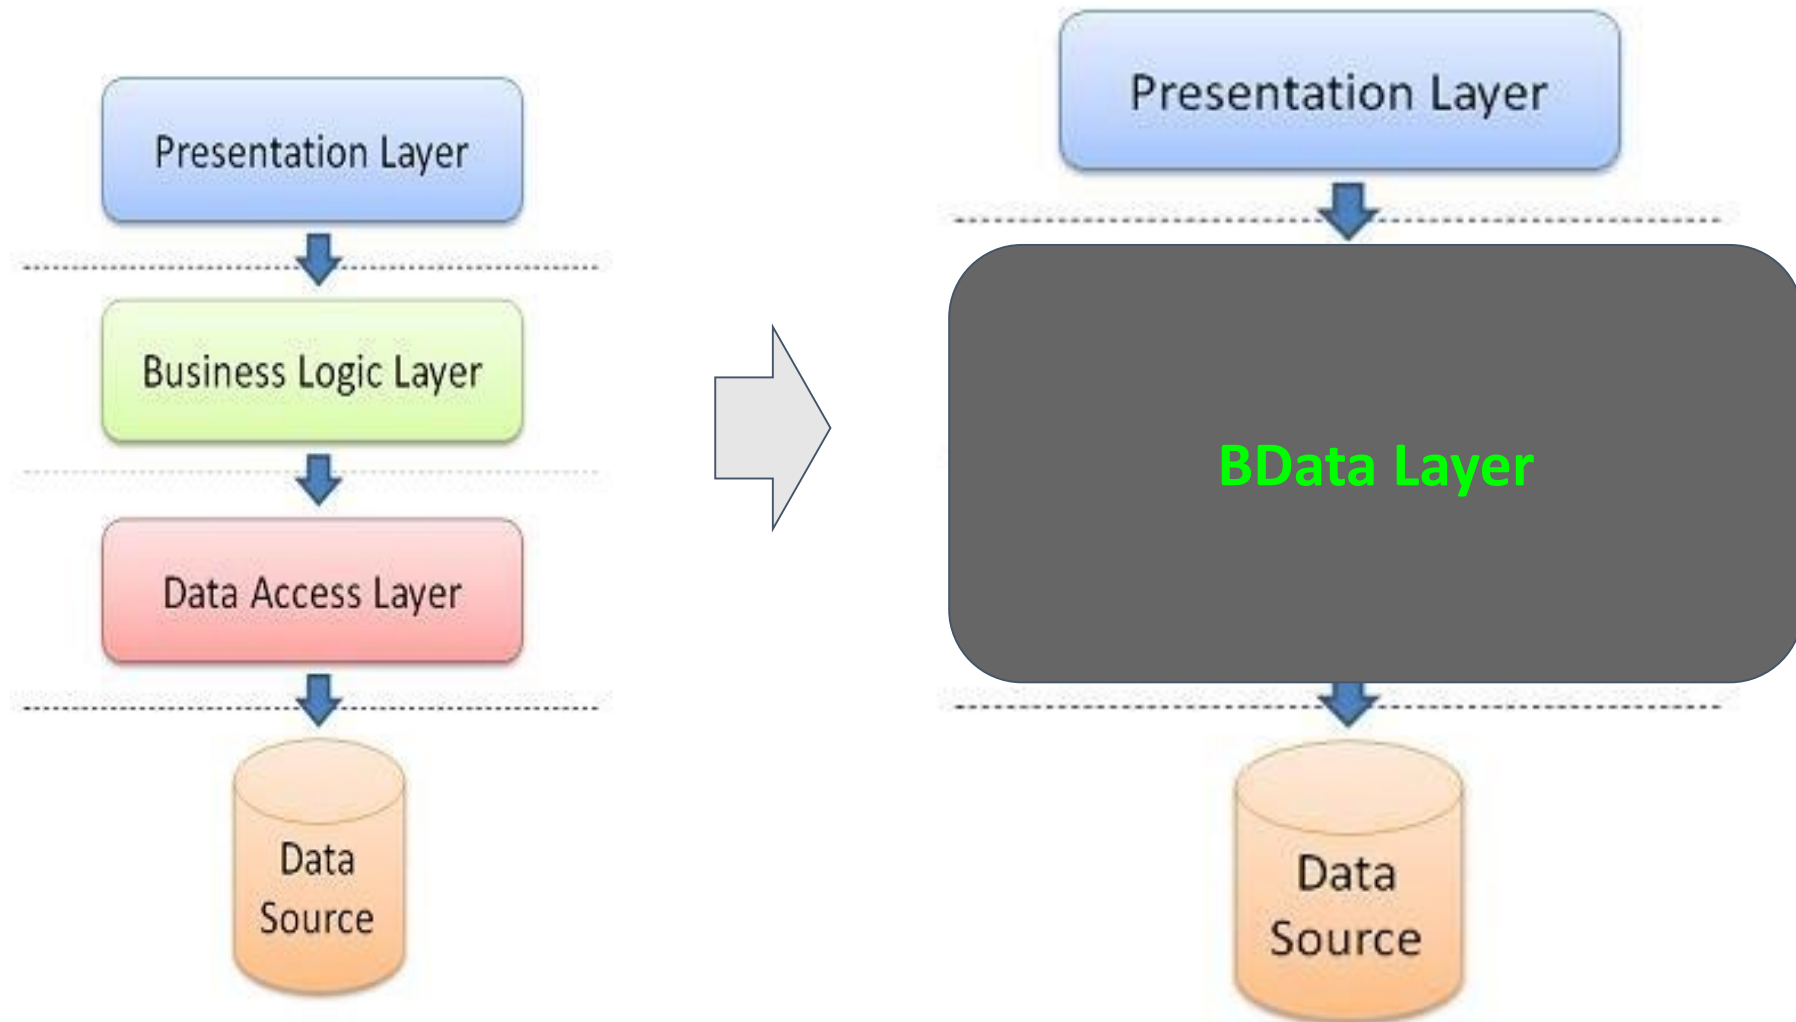 Presentation Layer
Business Logic Layer
Data Access Layer
Data
Source
Presentation Layer
BData Layer
Data
Source